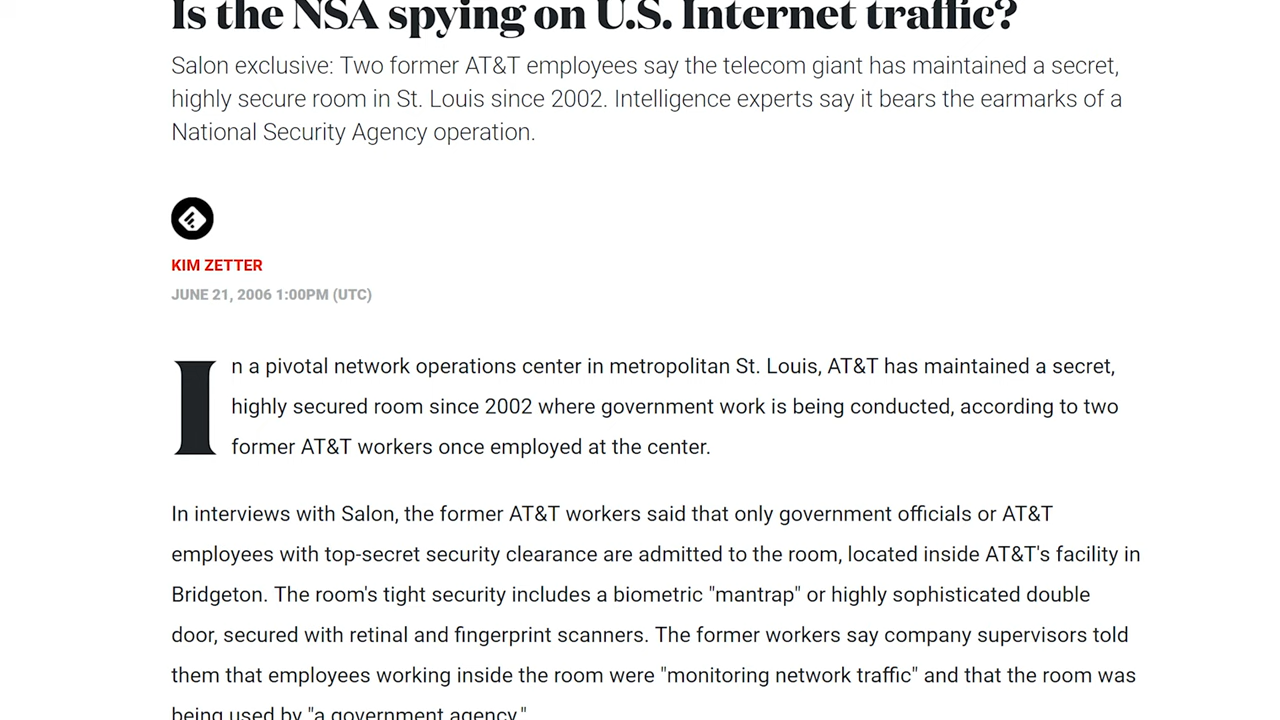 Is the NSA spying on U.S. Internet traffic?
Salon exclusive: Two former AT&T employees say the telecom giant has maintained a secret,
highly secure room in St. Louis since 2002. Intelligence experts say it bears the earmarks of a
National Security Agency operation.
KIM ZETTER
JUNE 21, 2006 1:00PM (UTC)
In a pivotal network operations center in metropolitan St. Louis, AT&T has maintained a secret,
highly secured room since 2002 where government work is being conducted, according to two
former AT&T workers once employed at the center.
In interviews with Salon, the former AT&T workers said that only government officials or AT&T
employees with top-secret security clearance are admitted to the room, located inside AT&T's facility in
Bridgeton. The room's tight security includes a biometric "mantrap" or highly sophisticated double
door, secured with retinal and fingerprint scanners. The former workers say company supervisors told
them that employees working inside the room were "monitoring network traffic" and that the room was
being used by "a government agency."